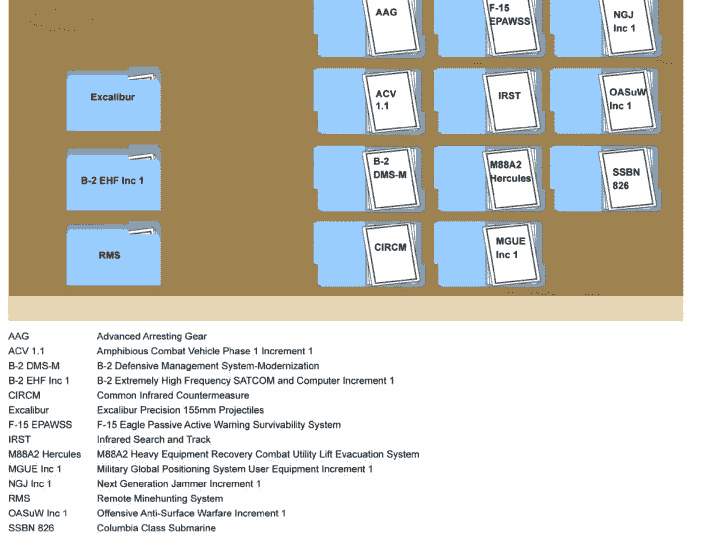 AAG
F-15
EPAWSS
NGJ
Inc 1
Excalibur
ACV
1.1
IRST
OASuW
Inc 1
B-2 EHF Inc 1
B-2
DMS-M
M88A2
Hercules
SSBN
826
RMS
CIRCM
MGUE
Inc 1
AAG Advanced Arresting Gear
ACV 1.1 Amphibious Combat Vehicle Phase 1 Increment 1
B-2 DMS-M B-2 Defensive Management System-Modernization
B-2 EHF Inc 1 B-2 Extremely High Frequency SATCOM and Computer Increment 1
CIRCM Common Infrared Countermeasure
Excalibur Excalibur Precision 155mm Projectiles
F-15 EPAWSS F-15 Eagle Passive Active Warning Survivability System
IRST Infrared Search and Track
M88A2 Hercules M88A2 Heavy Equipment Recovery Combat Utility Lift Evacuation System
MGUE Inc 1 Military Global Positioning System User Equipment Increment 1
NGJ Inc 1 Next Generation Jammer Increment 1
RMS Remote Minehunting System
OASuW Inc 1 Offensive Anti-Surface Warfare Increment 1
SSBN 826 Columbia Class Submarine